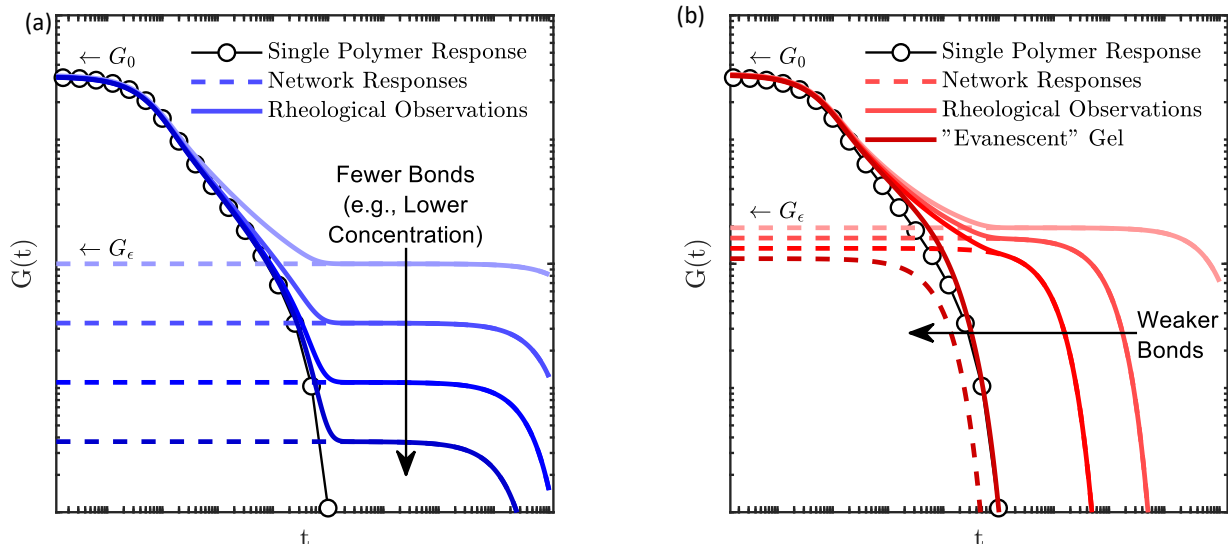 (a)
← G₀
Single Polymer Response
Network Responses
Rheological Observations
Fewer Bonds
(e.g., Lower
Concentration)
← Gϵ
G(t)
t
(b)
← G₀
Single Polymer Response
Network Responses
Rheological Observations
"Evanescent" Gel
← Gϵ
Weaker
Bonds
G(t)
t